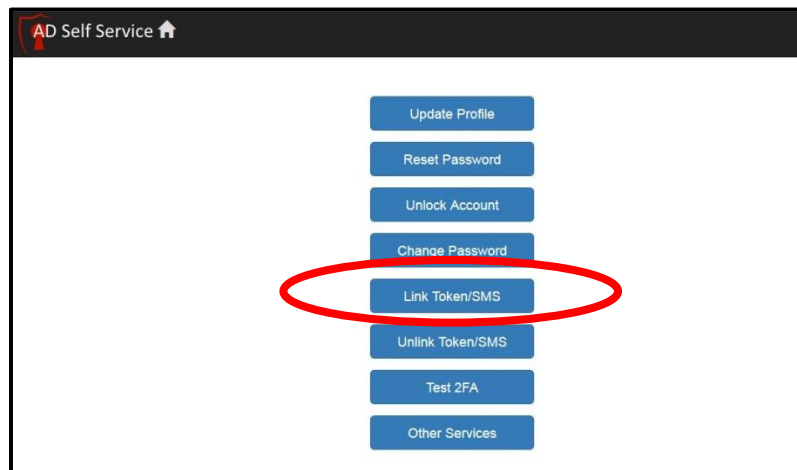 AD Self Service
Update Profile
Reset Password
Unlock Account
Change Password
Link Token/SMS
Unlink Token/SMS
Test 2FA
Other Services